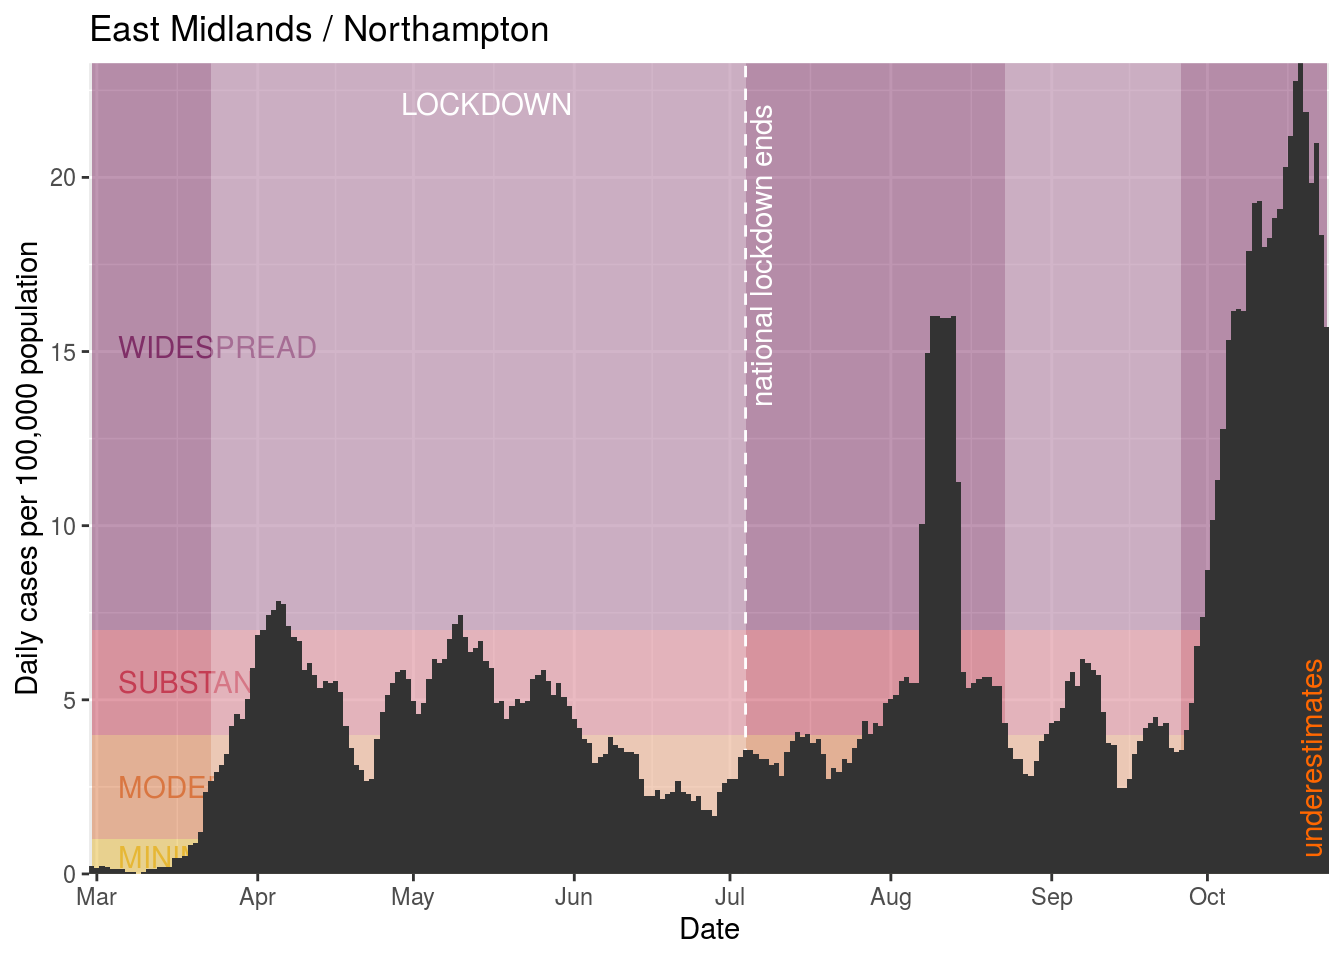 East Midlands / Northampton
LOCKDOWN
national lockdown ends
WIDESPREAD
SUBSTAN
MODE
MINI
underestimates
Daily cases per 100,000 population
20
15
10
5
0
Mar Apr May Jun Jul Aug Sep Oct
Date